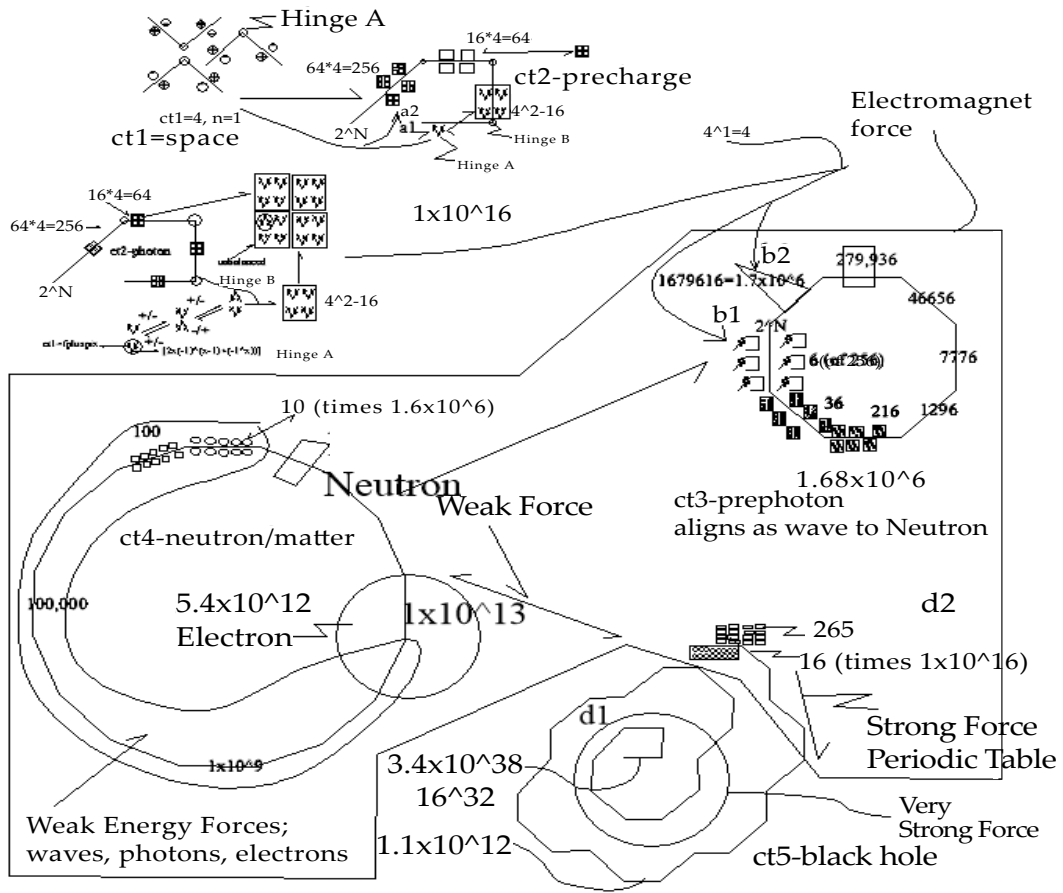 Hinge A
16*4=64
64*4=256
ct2-precharge
ct1=4, n=1
ct1=space
2^N
a2
a1
4^2-16
Hinge B
Hinge A
4^1=4
Electromagnet
force
16*4=64
64*4=256
ct2-photon
2^N
unbalanced
Hinge B
4^2-16
+/-
-/+
+/-
Hinge A
1x10^16
b2
279,936
1679616=1.7x10^6
46656
b1
2^N
6 (of 256)
7776
36
216
1296
1.68x10^6
ct3-prephoton
aligns as wave to Neutron
10 (times 1.6x10^6)
100
Neutron
Weak Force
ct4-neutron/matter
100,000
5.4x10^12
Electron
1x10^13
d2
265
16 (times 1x10^16)
d1
Strong Force
Periodic Table
1x10^9
3.4x10^38
16^32
Very
Strong Force
Weak Energy Forces;
waves, photons, electrons
1.1x10^12
ct5-black hole